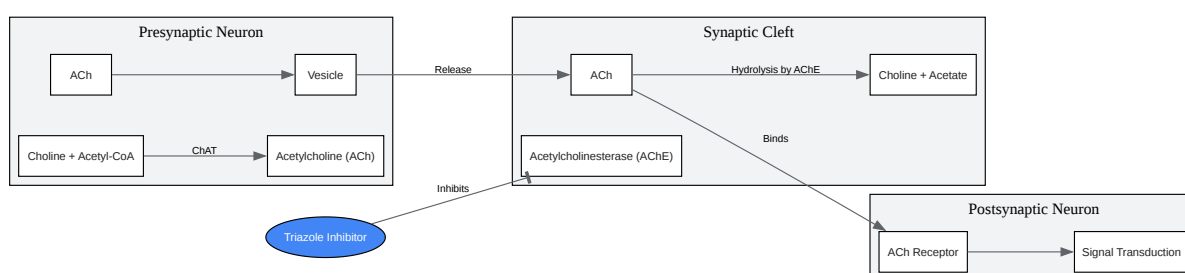 Presynaptic Neuron
ACh
Vesicle
Choline + Acetyl-CoA
ChAT
Acetylcholine (ACh)
Release
Synaptic Cleft
ACh
Hydrolysis by AChE
Choline + Acetate
Acetylcholinesterase (AChE)
Binds
Inhibits
Triazole Inhibitor
Postsynaptic Neuron
ACh Receptor
Signal Transduction